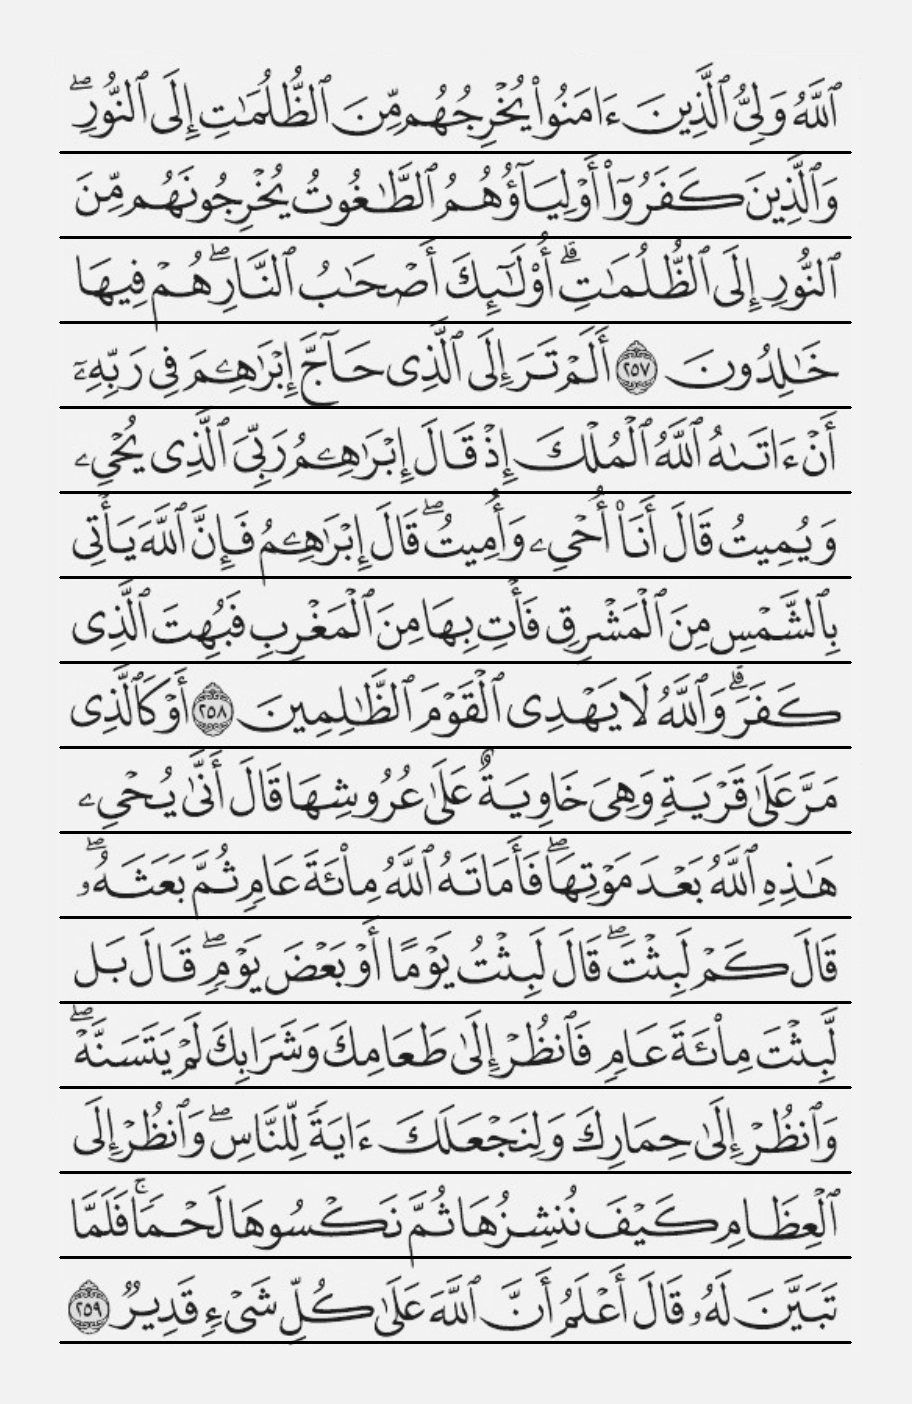 ٱللَّهُ وَلِىُّ ٱلَّذِينَ ءَامَنُوا۟ يُخْرِجُهُم مِّنَ ٱلظُّلُمَـٰتِ إِلَى ٱلنُّورِ ۖ
وَٱلَّذِينَ كَفَرُوٓا۟ أَوْلِيَآؤُهُمُ ٱلطَّـٰغُوتُ يُخْرِجُونَهُم مِّنَ
ٱلنُّورِ إِلَى ٱلظُّلُمَـٰتِ ۗ أُو۟لَـٰٓئِكَ أَصْحَـٰبُ ٱلنَّارِ ۖ هُمْ فِيهَا
خَـٰلِدُونَ ٢٥٧ أَلَمْ تَرَ إِلَى ٱلَّذِى حَآجَّ إِبْرَٰهِـۧمَ فِى رَبِّهِۦٓ
أَنْ ءَاتَىٰهُ ٱللَّهُ ٱلْمُلْكَ إِذْ قَالَ إِبْرَٰهِـۧمُ رَبِّىَ ٱلَّذِى يُحْىِۦ
وَيُمِيتُ قَالَ أَنَا۠ أُحْىِۦ وَأُمِيتُ ۖ قَالَ إِبْرَٰهِـۧمُ فَإِنَّ ٱللَّهَ يَأْتِى
بِٱلشَّمْسِ مِنَ ٱلْمَشْرِقِ فَأْتِ بِهَا مِنَ ٱلْمَغْرِبِ فَبُهِتَ ٱلَّذِى
كَفَرَ ۗ وَٱللَّهُ لَا يَهْدِى ٱلْقَوْمَ ٱلظَّـٰلِمِينَ ٢٥٨ أَوْ كَٱلَّذِى
مَرَّ عَلَىٰ قَرْيَةٍ وَهِىَ خَاوِيَةٌ عَلَىٰ عُرُوشِهَا قَالَ أَنَّىٰ يُحْىِۦ
هَـٰذِهِ ٱللَّهُ بَعْدَ مَوْتِهَا ۖ فَأَمَاتَهُ ٱللَّهُ مِا۟ئَةَ عَامٍ ثُمَّ بَعَثَهُۥ ۖ
قَالَ كَمْ لَبِثْتَ ۖ قَالَ لَبِثْتُ يَوْمًا أَوْ بَعْضَ يَوْمٍ ۖ قَالَ بَل
لَّبِثْتَ مِا۟ئَةَ عَامٍ فَٱنظُرْ إِلَىٰ طَعَامِكَ وَشَرَابِكَ لَمْ يَتَسَنَّهْ ۖ
وَٱنظُرْ إِلَىٰ حِمَارِكَ وَلِنَجْعَلَكَ ءَايَةً لِّلنَّاسِ ۖ وَٱنظُرْ إِلَى
ٱلْعِظَامِ كَيْفَ نُنشِزُهَا ثُمَّ نَكْسُوهَا لَحْمًا ۚ فَلَمَّا
تَبَيَّنَ لَهُۥ قَالَ أَعْلَمُ أَنَّ ٱللَّهَ عَلَىٰ كُلِّ شَىْءٍ قَدِيرٌ ٢٥٩